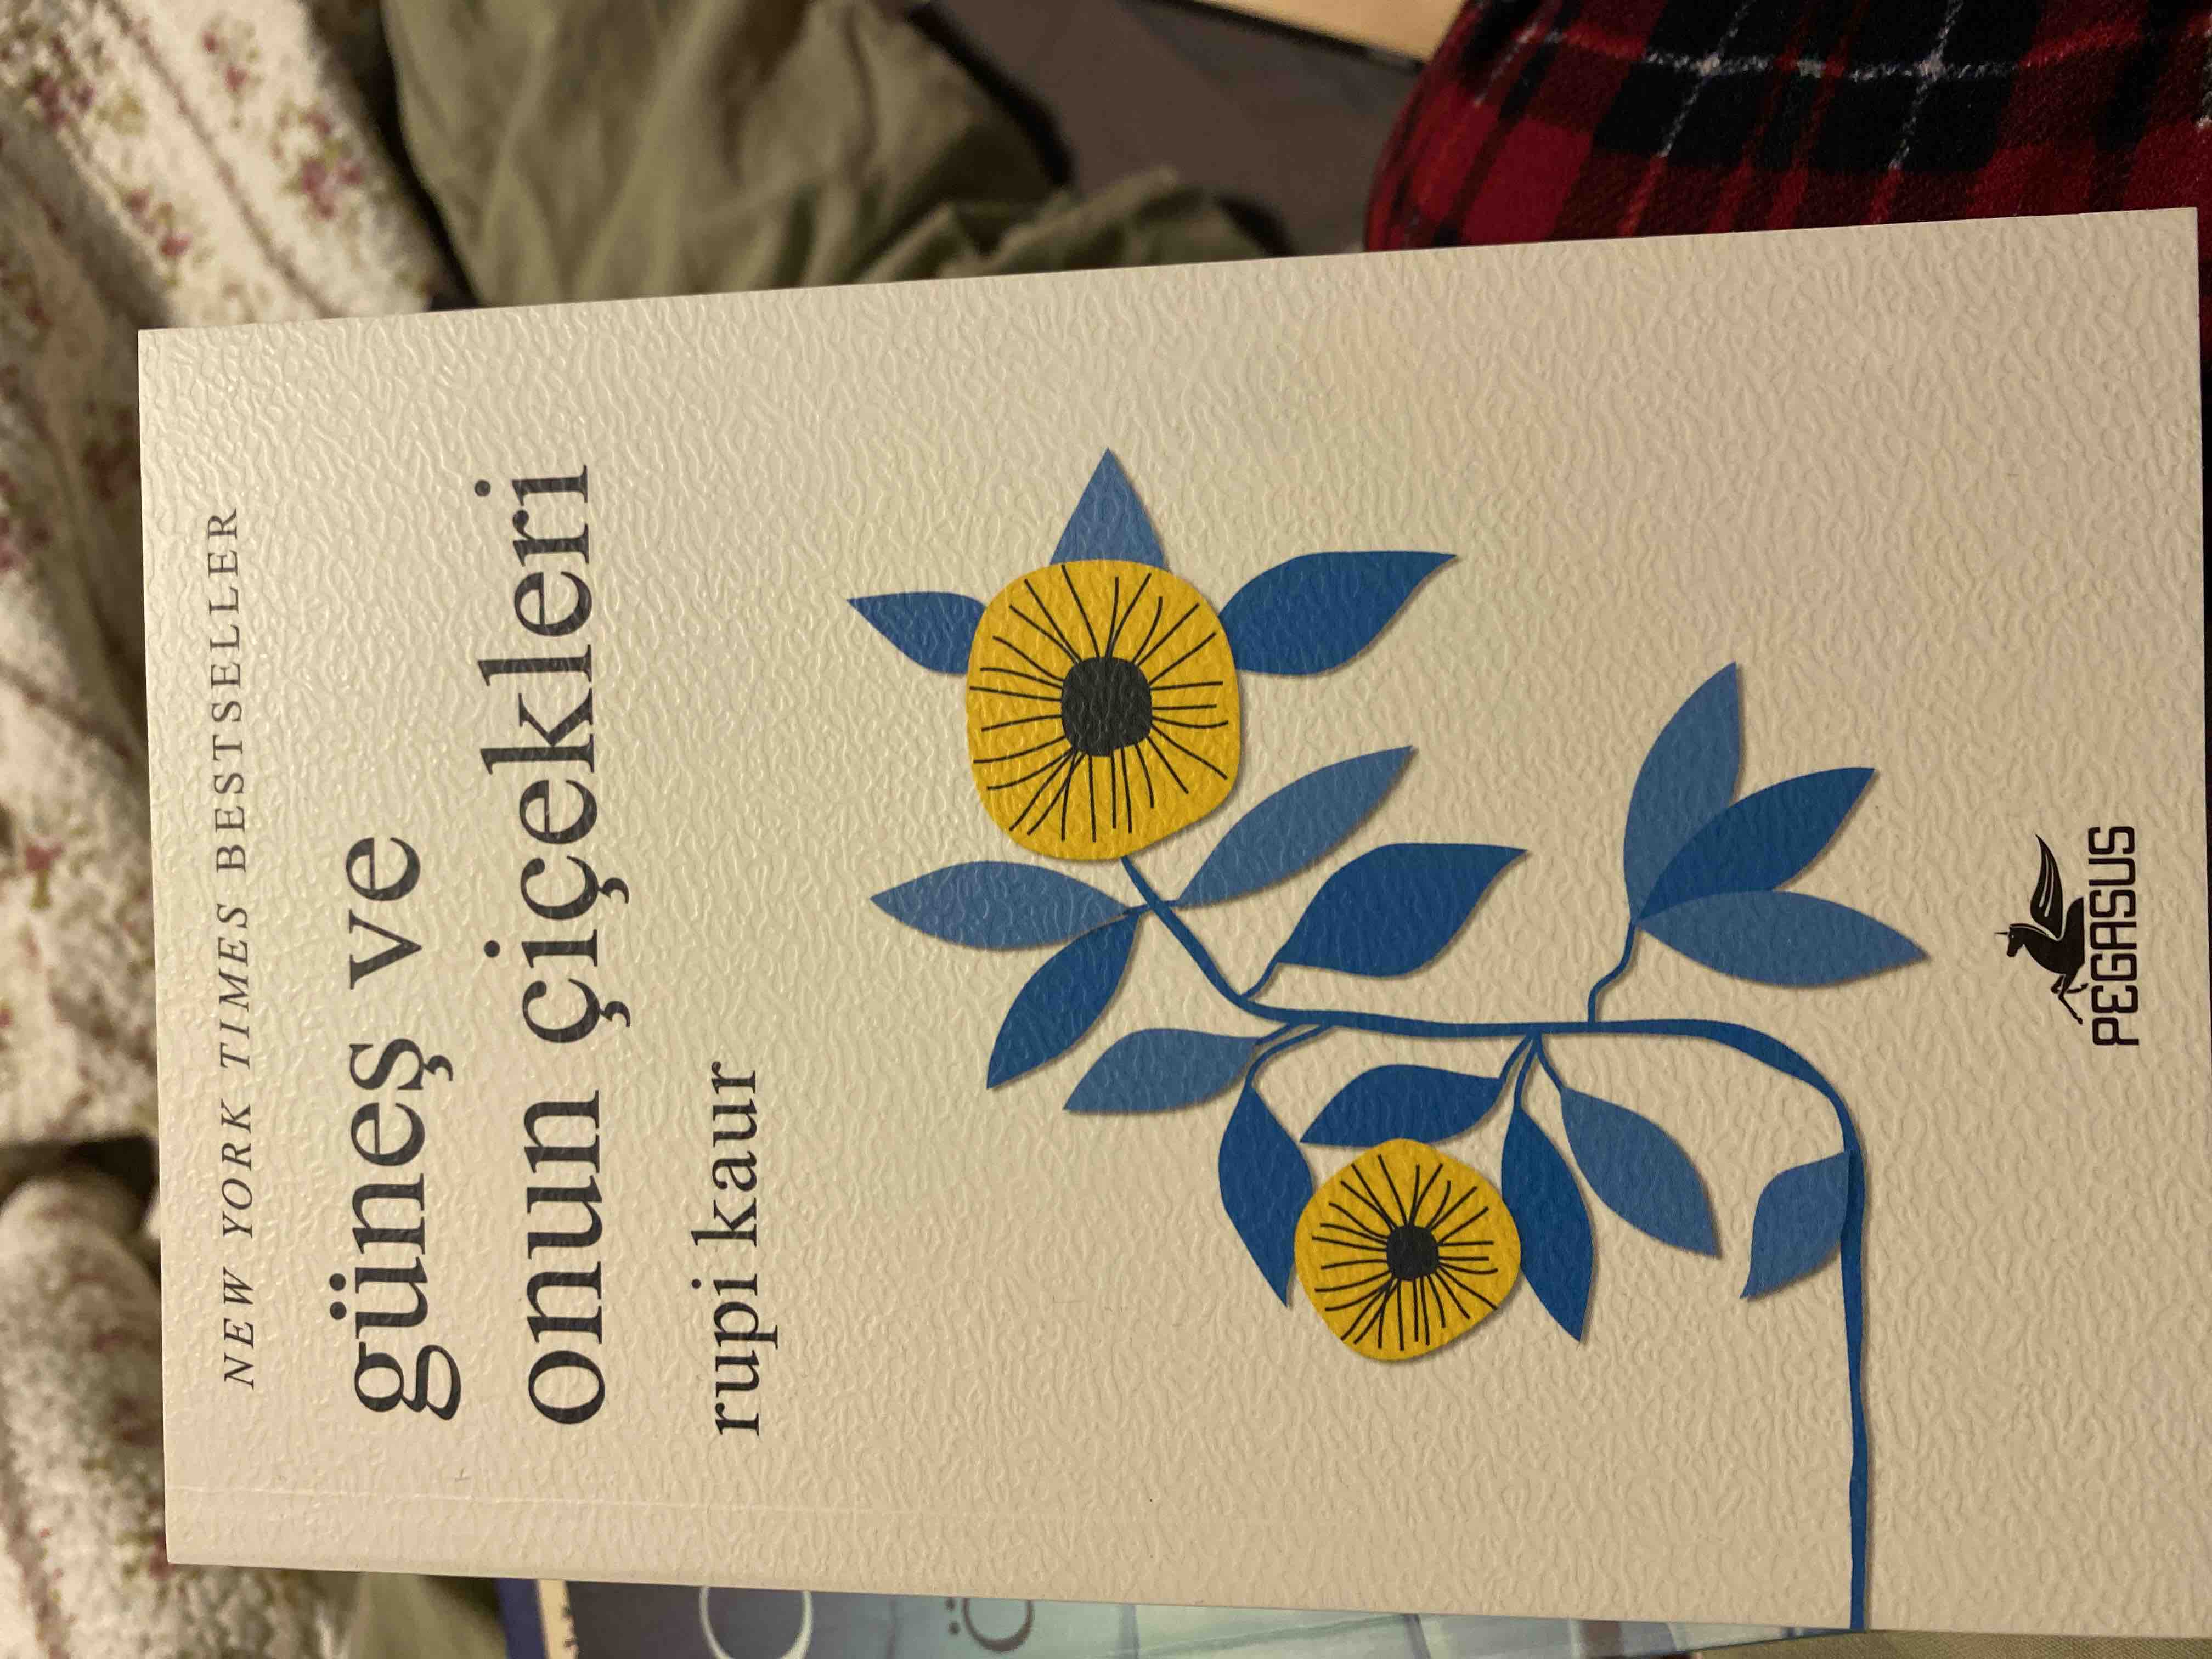 NEW YORK TIMES BESTSELLER
güneş ve
onun çiçekleri
rupi kaur
PEGASUS